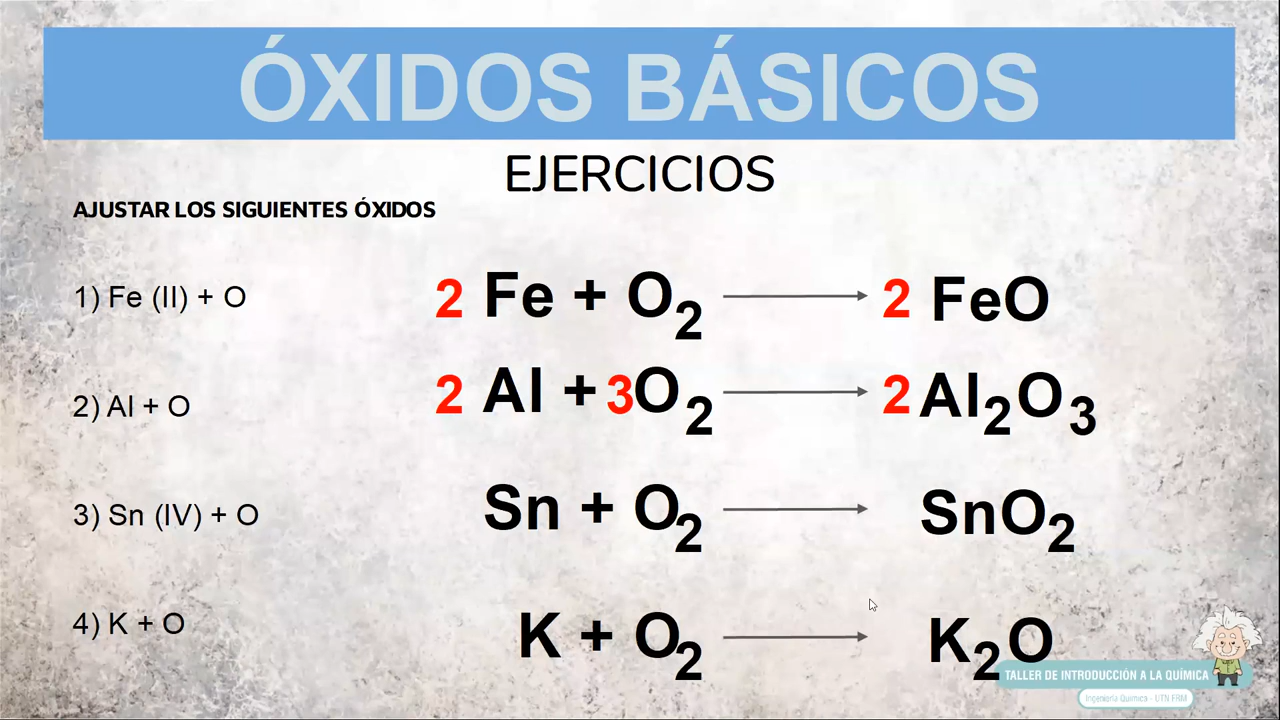 ÓXIDOS BÁSICOS
EJERCICIOS
AJUSTAR LOS SIGUIENTES ÓXIDOS
1) Fe (II) + O
2 Fe + O₂ → 2 FeO
2) Al + O
2 Al + 3O₂ → 2 Al₂O₃
3) Sn (IV) + O
Sn + O₂ → SnO₂
4) K + O
K + O₂ → K₂O
TALLER DE INTRODUCCIÓN A LA QUÍMICA
Ingeniería Química - UTN FRM